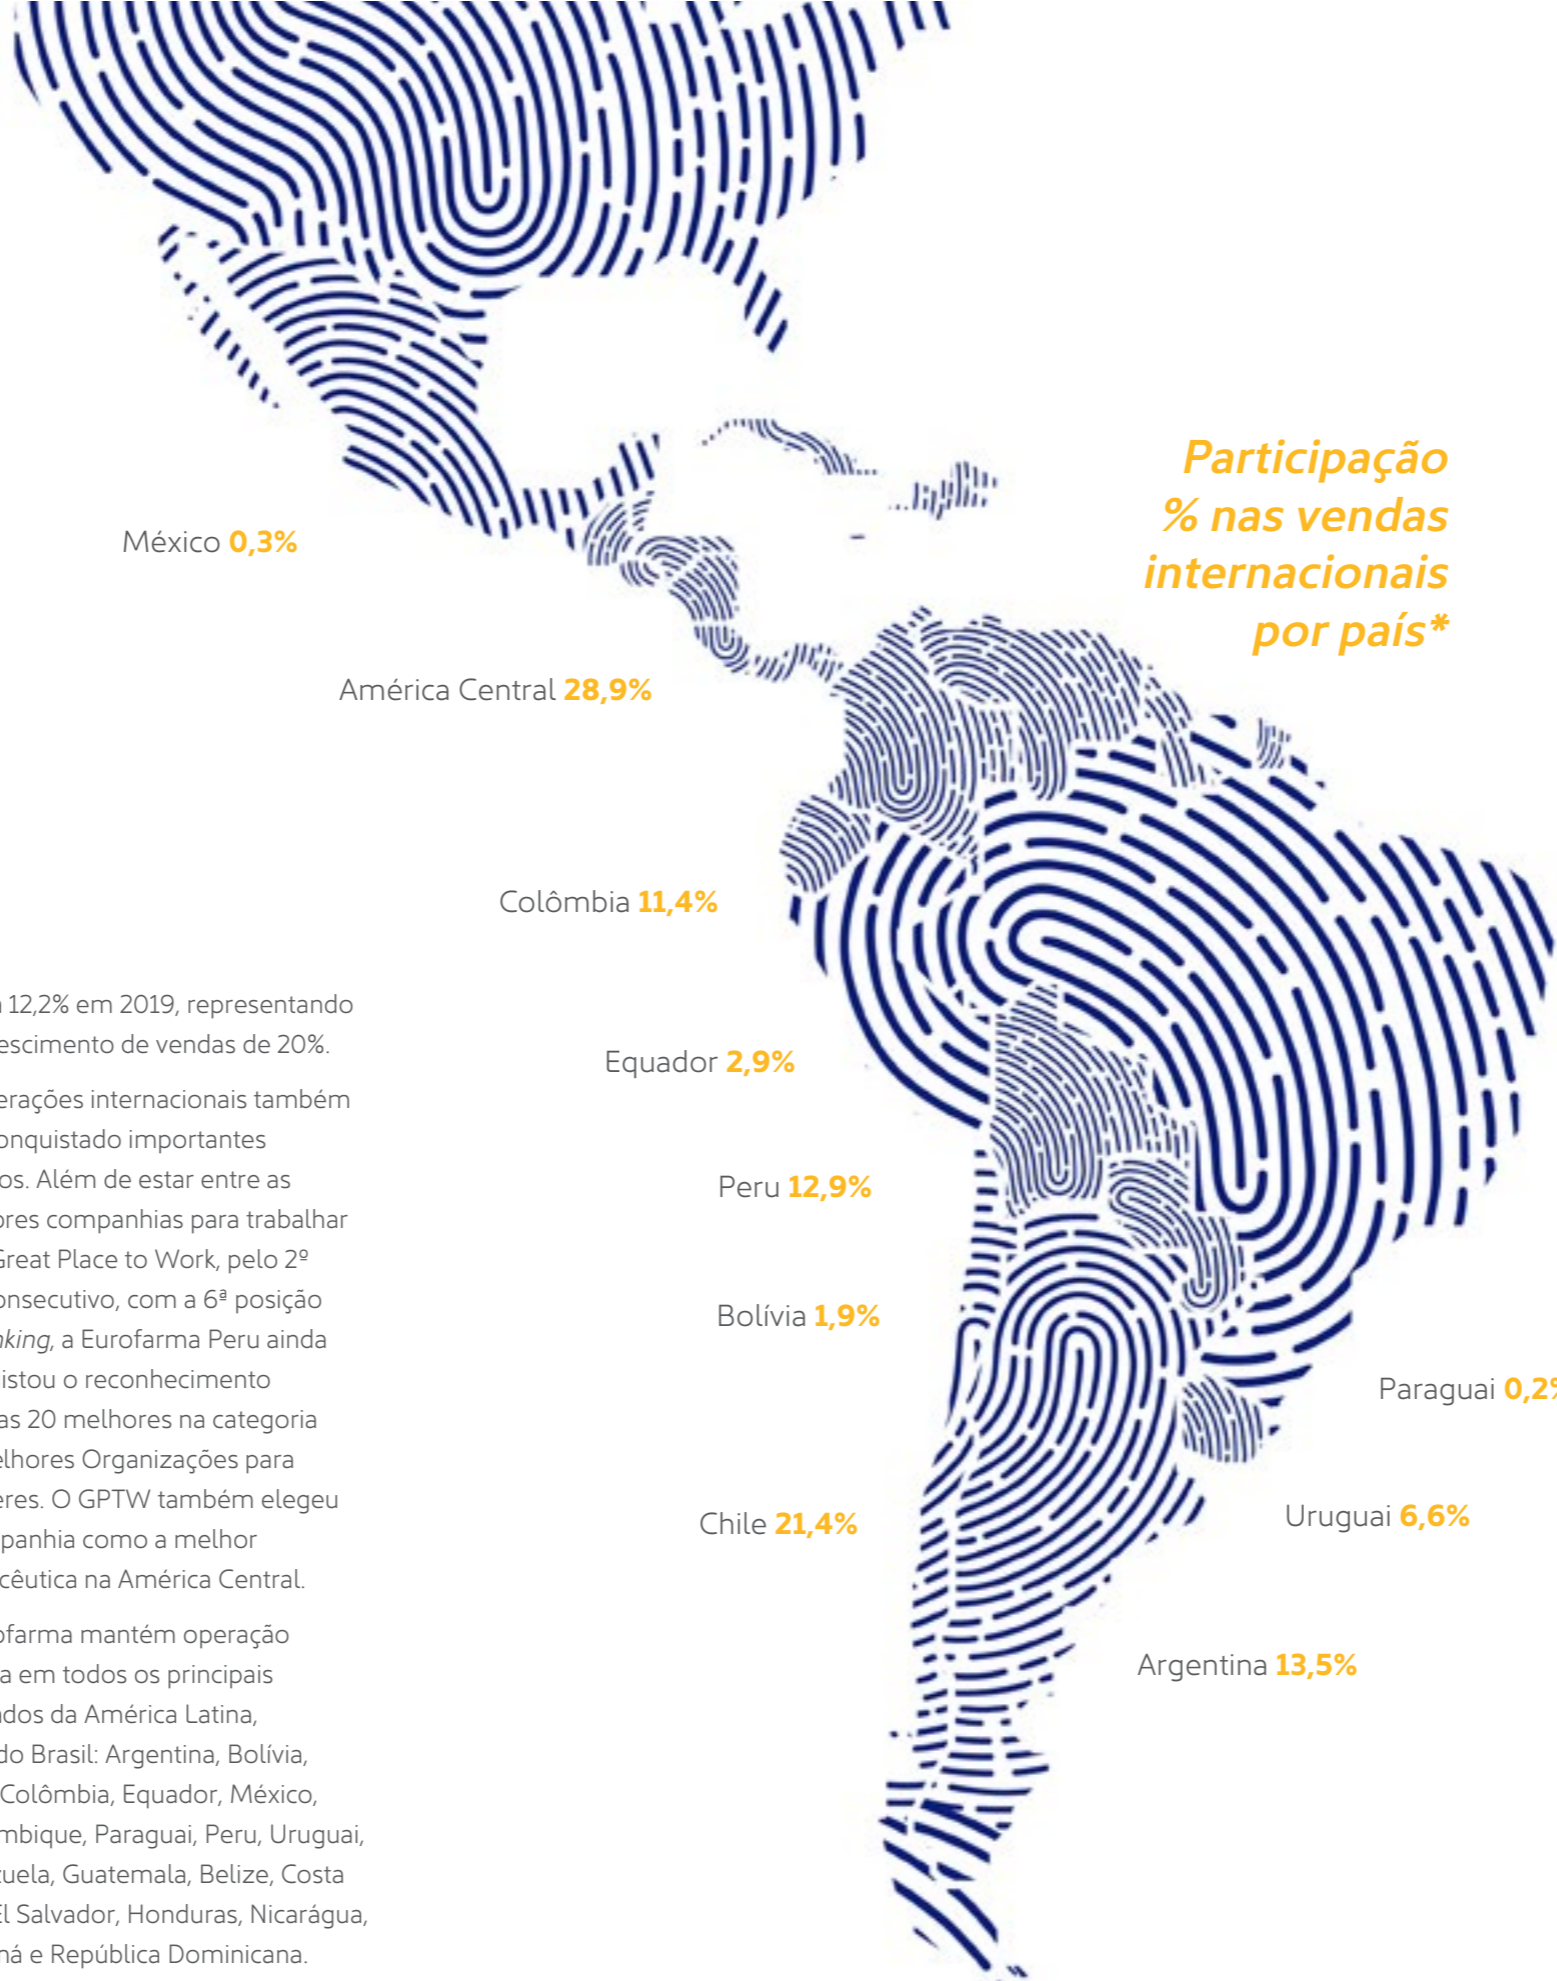 Participação
% nas vendas
internacionais
por país*
México 0,3%
América Central 28,9%
Colômbia 11,4%
Equador 2,9%
Peru 12,9%
Bolívia 1,9%
Paraguai 0,2%
Chile 21,4%
Uruguai 6,6%
Argentina 13,5%
12,2% em 2019, representando
escimento de vendas de 20%.
erações internacionais também
onquistado importantes
os. Além de estar entre as
ores companhias para trabalhar
Great Place to Work, pelo 2º
onsecutivo, com a 6ª posição
nking, a Eurofarma Peru ainda
istou o reconhecimento
as 20 melhores na categoria
elhores Organizações para
eres. O GPTW também elegeu
panhia como a melhor
cêutica na América Central.
ofarma mantém operação
a em todos os principais
ados da América Latina,
do Brasil: Argentina, Bolívia,
Colômbia, Equador, México,
mbique, Paraguai, Peru, Uruguai,
uela, Guatemala, Belize, Costa
El Salvador, Honduras, Nicarágua,
má e República Dominicana.